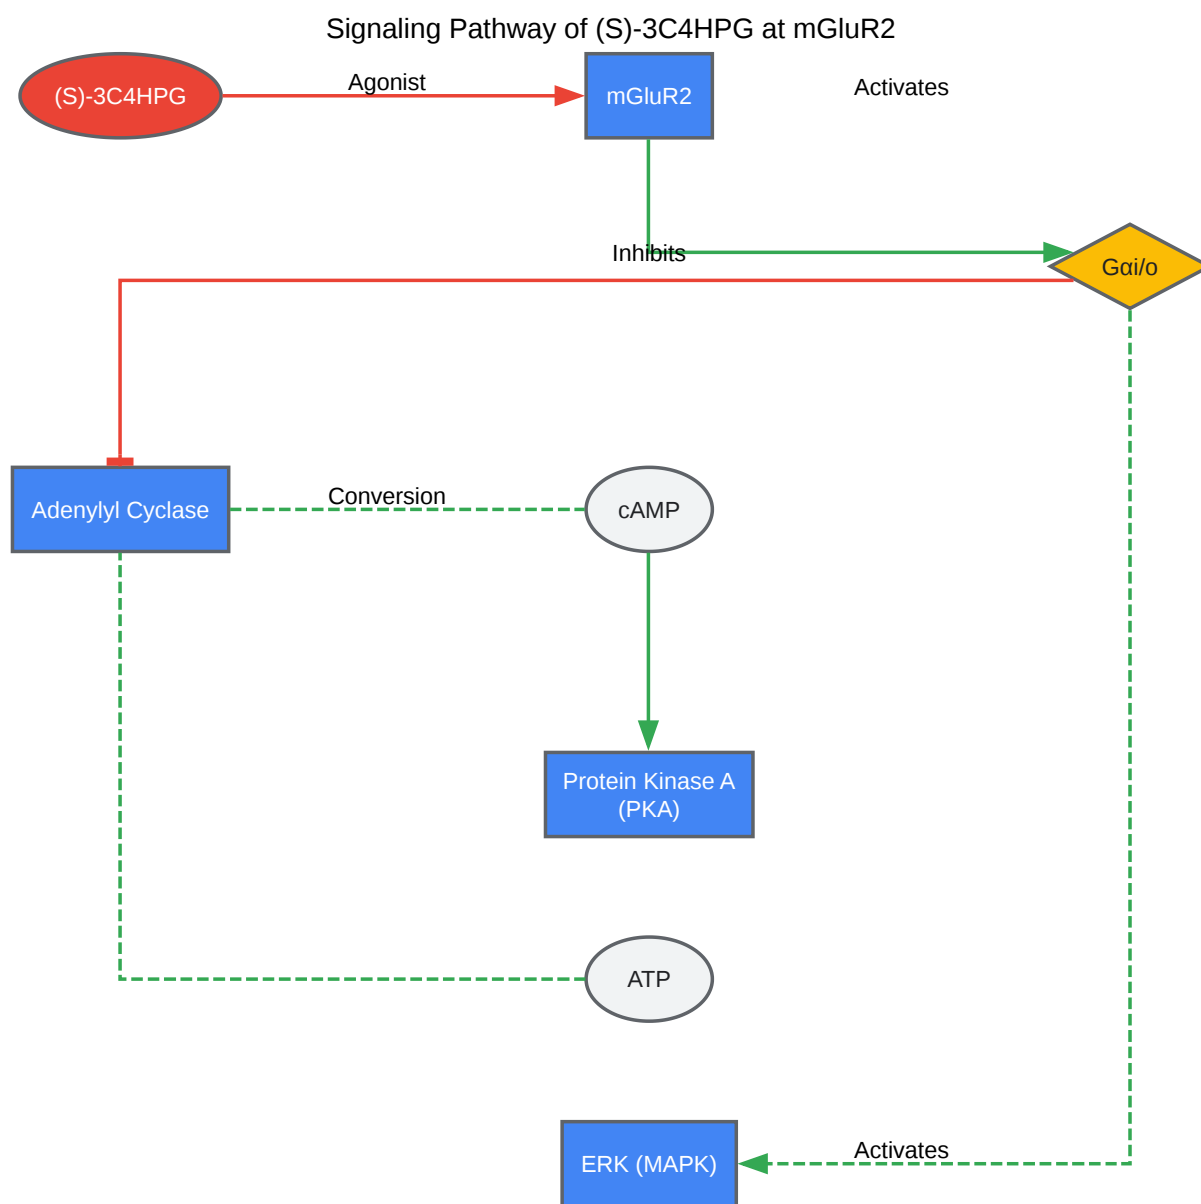 Signaling Pathway of (S)-3C4HPG at mGluR2
(S)-3C4HPG
Agonist
mGluR2
Activates
Inhibits
Gαi/o
Adenylyl Cyclase
Conversion
cAMP
Protein Kinase A
(PKA)
ATP
ERK (MAPK)
Activates